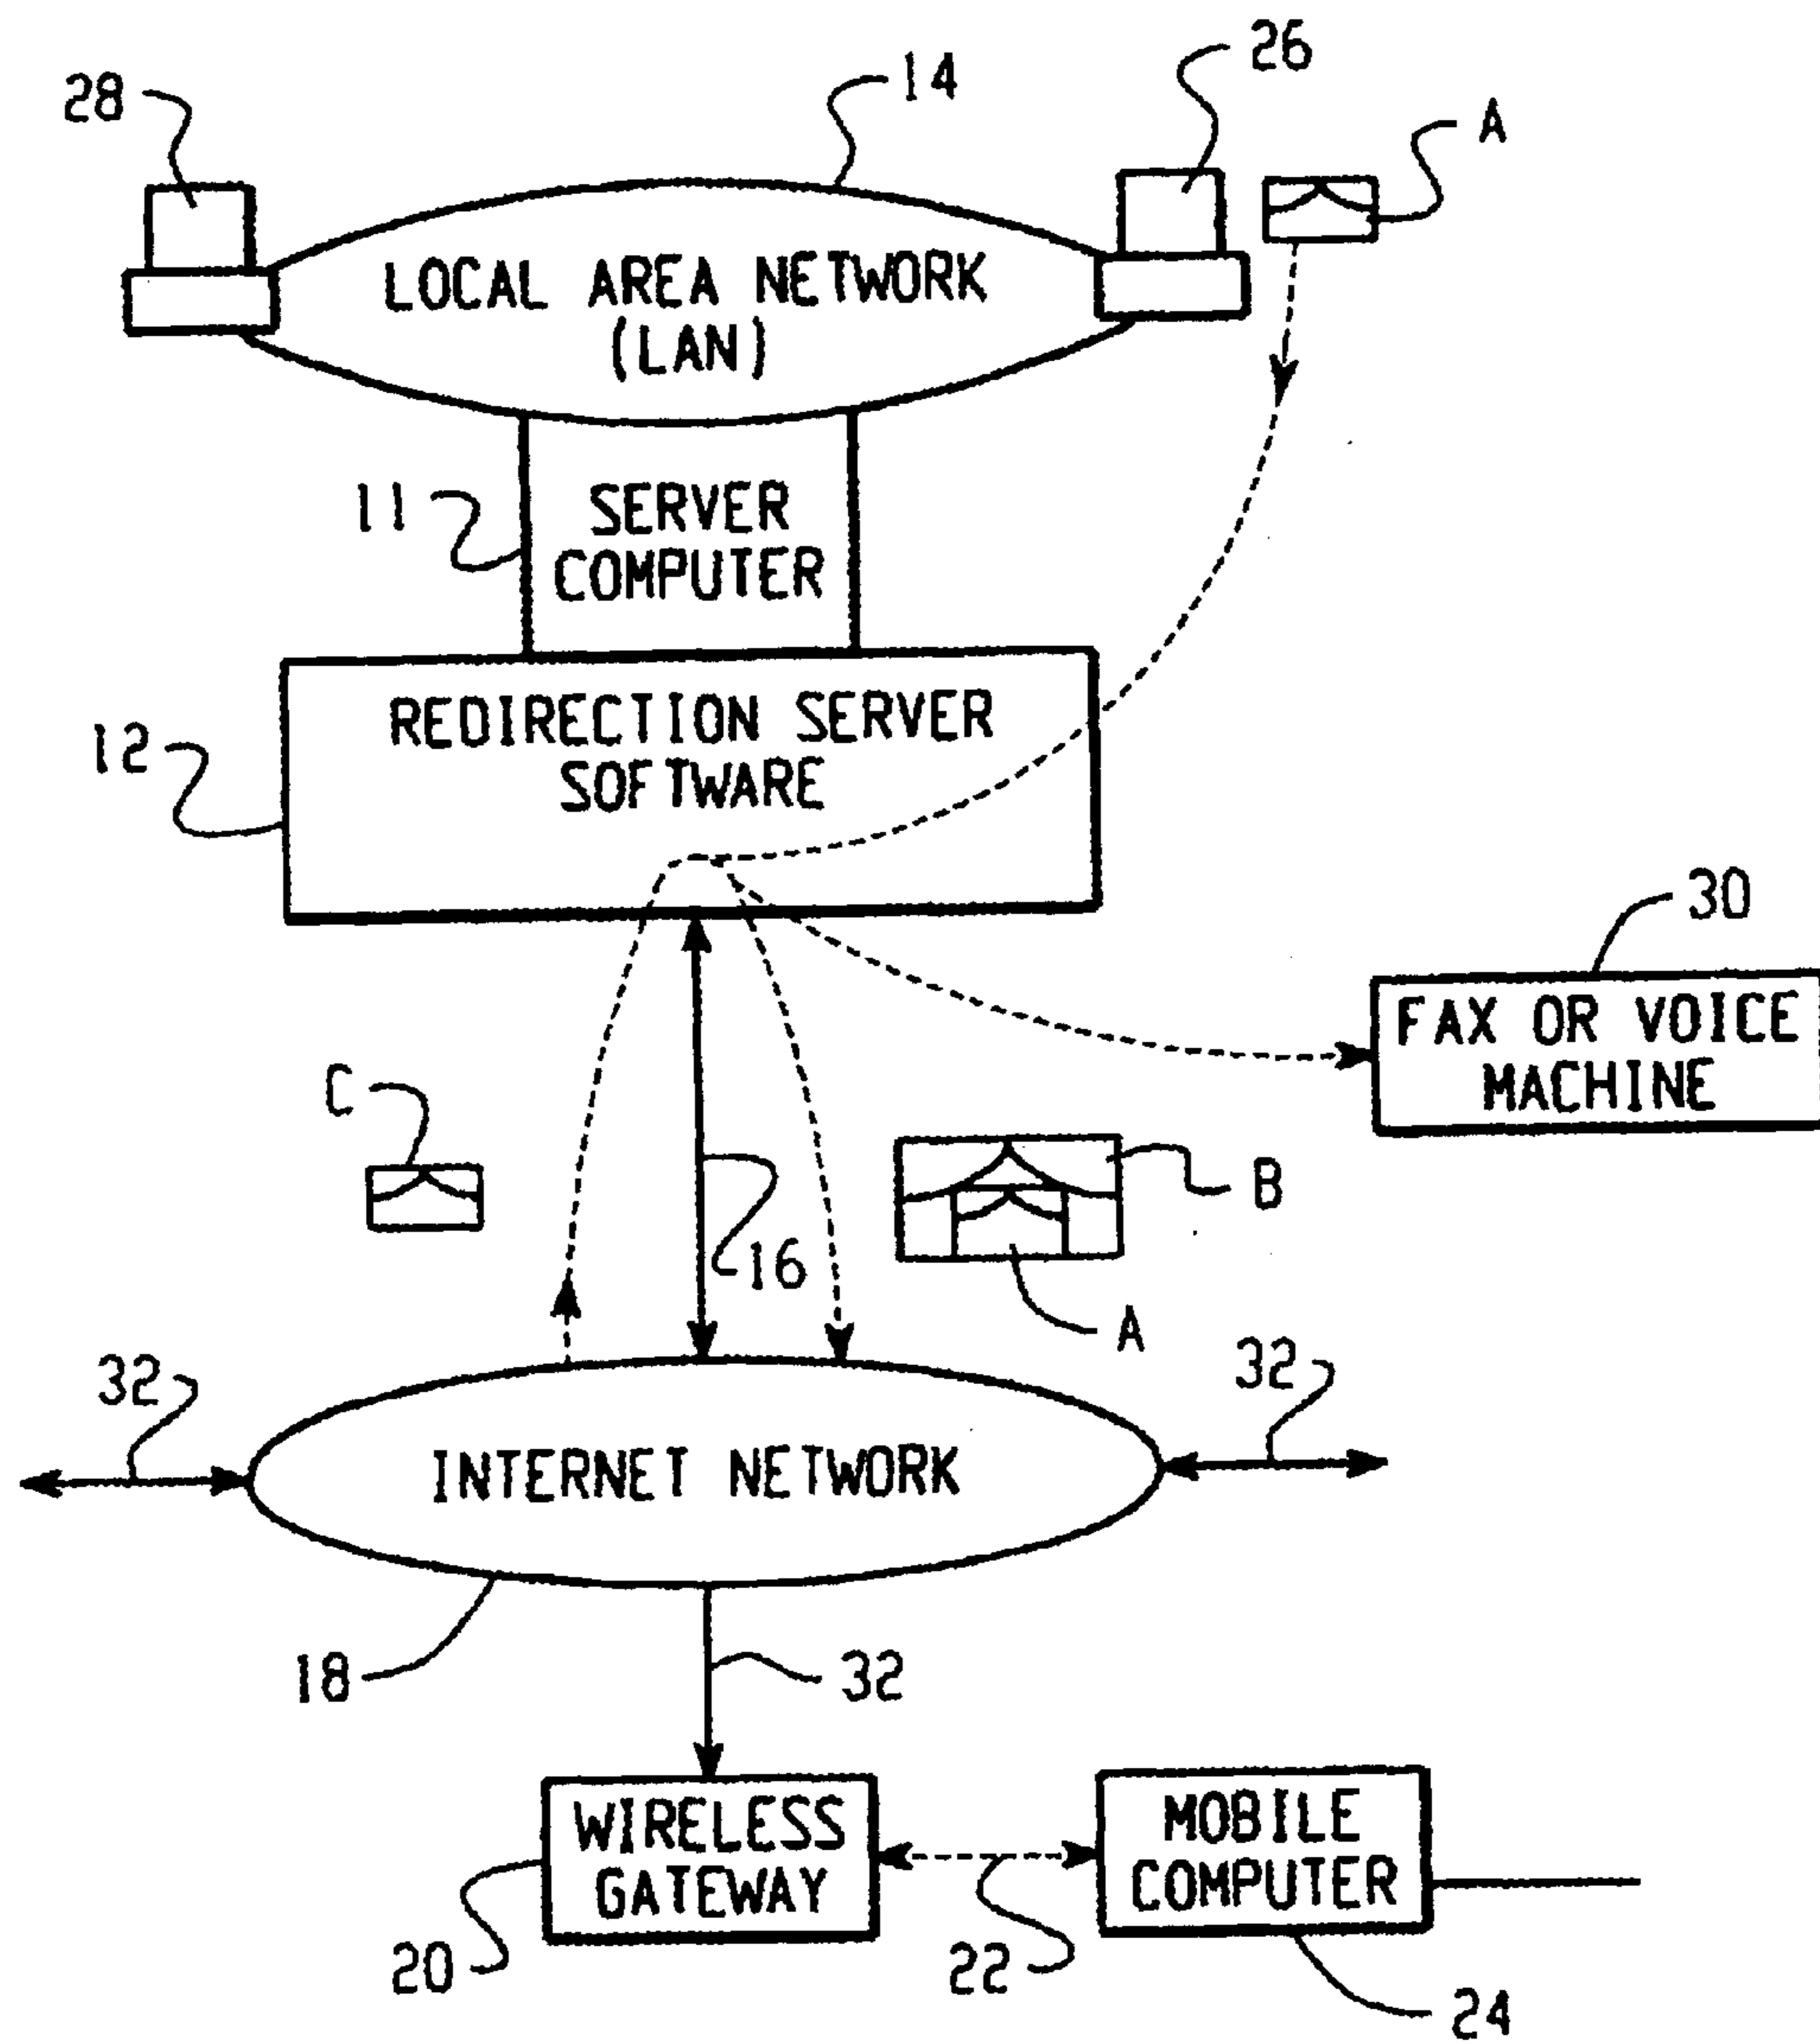 28
14
26
A
LOCAL AREA NETWORK
(LAN)
11
SERVER
COMPUTER
12
REDIRECTION SERVER
SOFTWARE
30
FAX OR VOICE
MACHINE
C
B
16
A
32
32
INTERNET NETWORK
18
32
WIRELESS
GATEWAY
MOBILE
COMPUTER
20
22
24